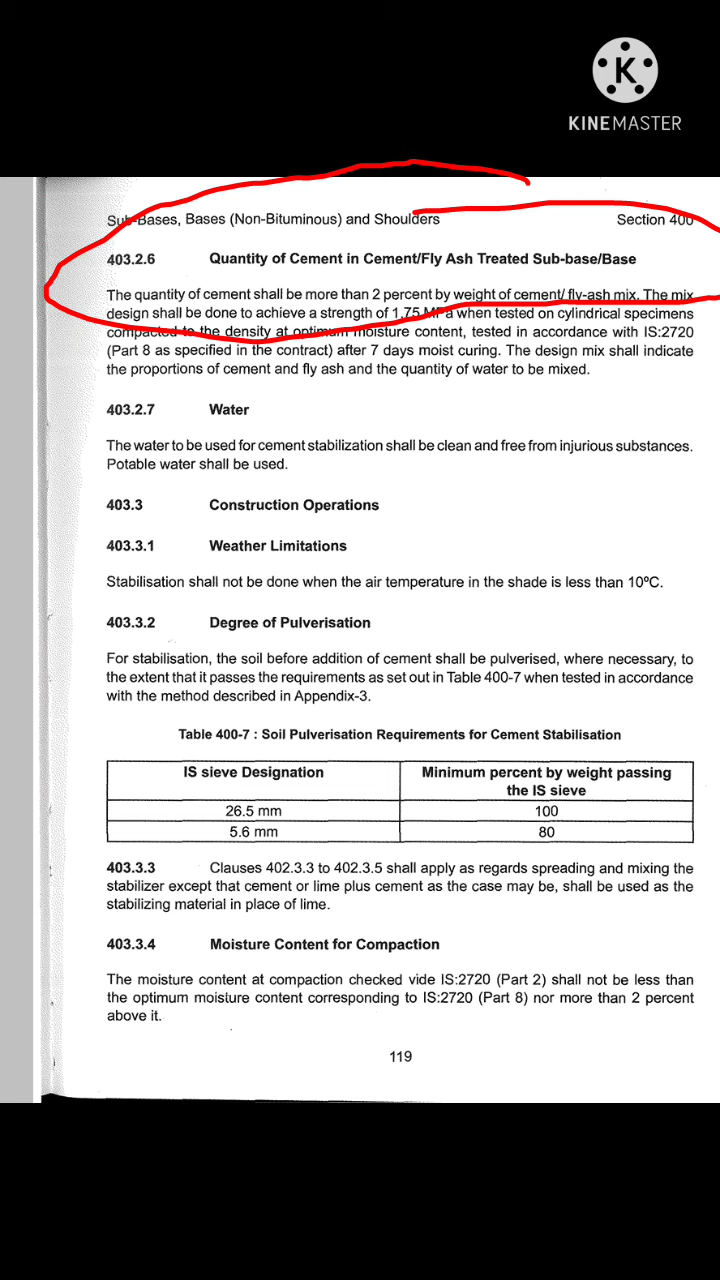 K
KINEMASTER
Sub-Bases, Bases (Non-Bituminous) and Shoulders Section 400
403.2.6 Quantity of Cement in Cement/Fly Ash Treated Sub-base/Base
The quantity of cement shall be more than 2 percent by weight of cement/ fly-ash mix. The mix
design shall be done to achieve a strength of 1.75 MPa when tested on cylindrical specimens
compacted to the density at optimum moisture content, tested in accordance with IS:2720
(Part 8 as specified in the contract) after 7 days moist curing. The design mix shall indicate
the proportions of cement and fly ash and the quantity of water to be mixed.
403.2.7 Water
The water to be used for cement stabilization shall be clean and free from injurious substances.
Potable water shall be used.
403.3 Construction Operations
403.3.1 Weather Limitations
Stabilisation shall not be done when the air temperature in the shade is less than 10ºC.
403.3.2 Degree of Pulverisation
For stabilisation, the soil before addition of cement shall be pulverised, where necessary, to
the extent that it passes the requirements as set out in Table 400-7 when tested in accordance
with the method described in Appendix-3.
Table 400-7 : Soil Pulverisation Requirements for Cement Stabilisation
IS sieve Designation Minimum percent by weight passing
the IS sieve
26.5 mm 100
5.6 mm 80
403.3.3 Clauses 402.3.3 to 402.3.5 shall apply as regards spreading and mixing the
stabilizer except that cement or lime plus cement as the case may be, shall be used as the
stabilizing material in place of lime.
403.3.4 Moisture Content for Compaction
The moisture content at compaction checked vide IS:2720 (Part 2) shall not be less than
the optimum moisture content corresponding to IS:2720 (Part 8) nor more than 2 percent
above it.
119